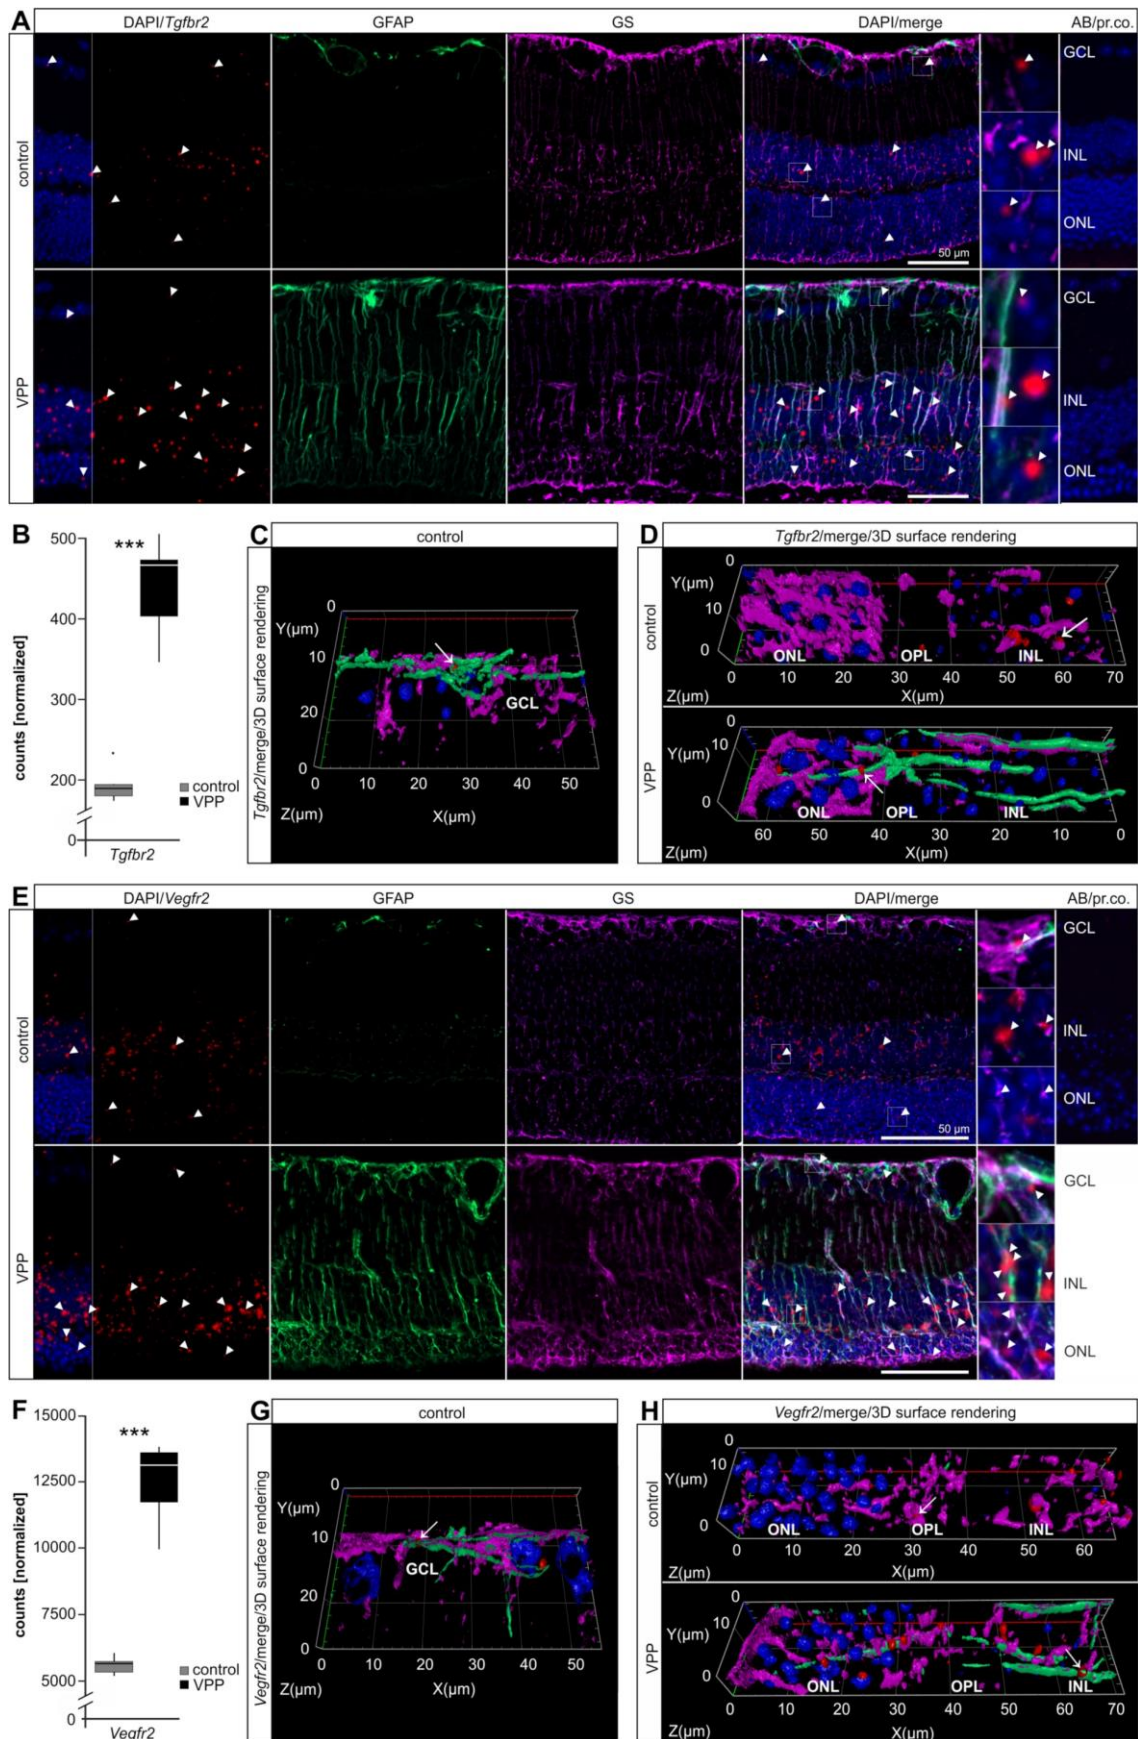 A
DAPI/Tgfbr2 GFAP GS DAPI/merge AB/pr.co.
control
GCL
INL
ONL
50 µm
VPP
GCL
INL
ONL
B
500
400
300
200
0
counts [normalized]
***
control
VPP
Tgfbr2
C
control
Tgfbr2/merge/3D surface rendering
0
Y(µm)
10
20
0
GCL
0 10 20 30 40 50
Z(µm) X(µm)
D
Tgfbr2/merge/3D surface rendering
control
0
Y(µm)
10
0
ONL OPL INL
0 10 20 30 40 50 60 70
Z(µm) X(µm)
VPP
0
Y(µm)
10
0
ONL OPL INL
60 50 40 30 20 10 0
Z(µm) X(µm)
E
DAPI/Vegfr2 GFAP GS DAPI/merge AB/pr.co.
control
GCL
INL
ONL
50 µm
VPP
GCL
INL
ONL
F
15000
12500
10000
7500
5000
0
counts [normalized]
***
control
VPP
Vegfr2
G
control
Vegfr2/merge/3D surface rendering
0
Y(µm)
10
20
0
GCL
0 10 20 30 40 50
Z(µm) X(µm)
H
Vegfr2/merge/3D surface rendering
control
0
Y(µm)
10
0
ONL OPL INL
0 10 20 30 40 50 60
Z(µm) X(µm)
VPP
0
Y(µm)
10
0
ONL OPL INL
0 10 20 30 40 50 60 70
Z(µm) X(µm)